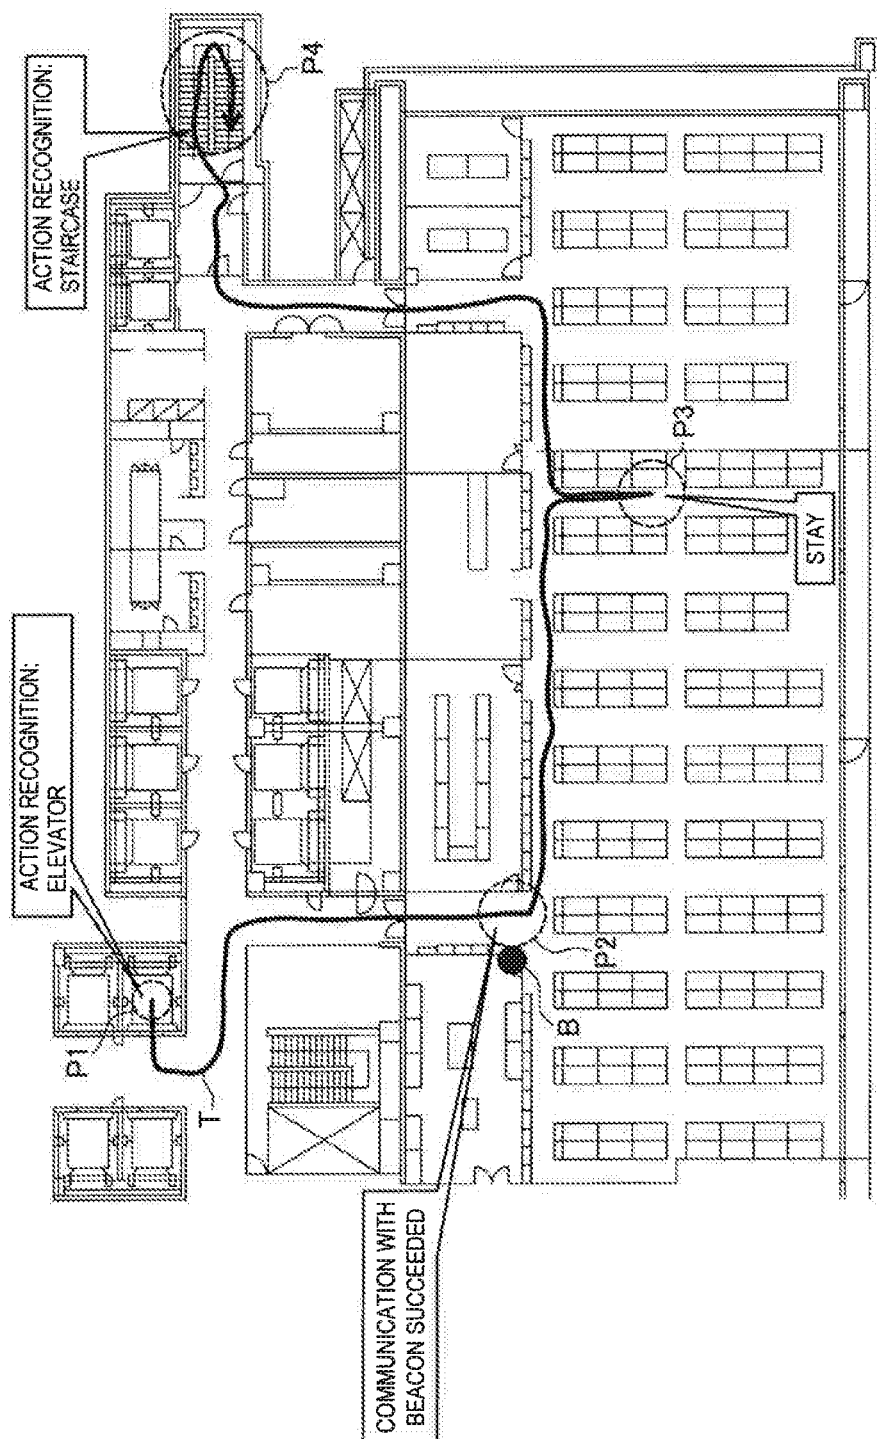 ACTION RECOGNITION:
ELEVATOR
ACTION RECOGNITION:
STAIRCASE
P1
T
P4
COMMUNICATION WITH
BEACON SUCCEEDED
B
P2
P3
STAY